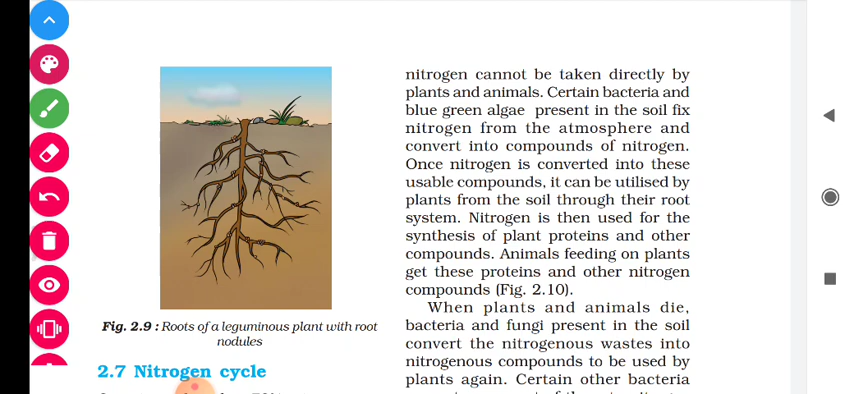 Fig. 2.9 : Roots of a leguminous plant with root
nodules
2.7 Nitrogen cycle
nitrogen cannot be taken directly by
plants and animals. Certain bacteria and
blue green algae present in the soil fix
nitrogen from the atmosphere and
convert into compounds of nitrogen.
Once nitrogen is converted into these
usable compounds, it can be utilised by
plants from the soil through their root
system. Nitrogen is then used for the
synthesis of plant proteins and other
compounds. Animals feeding on plants
get these proteins and other nitrogen
compounds (Fig. 2.10).
When plants and animals die,
bacteria and fungi present in the soil
convert the nitrogenous wastes into
nitrogenous compounds to be used by
plants again. Certain other bacteria